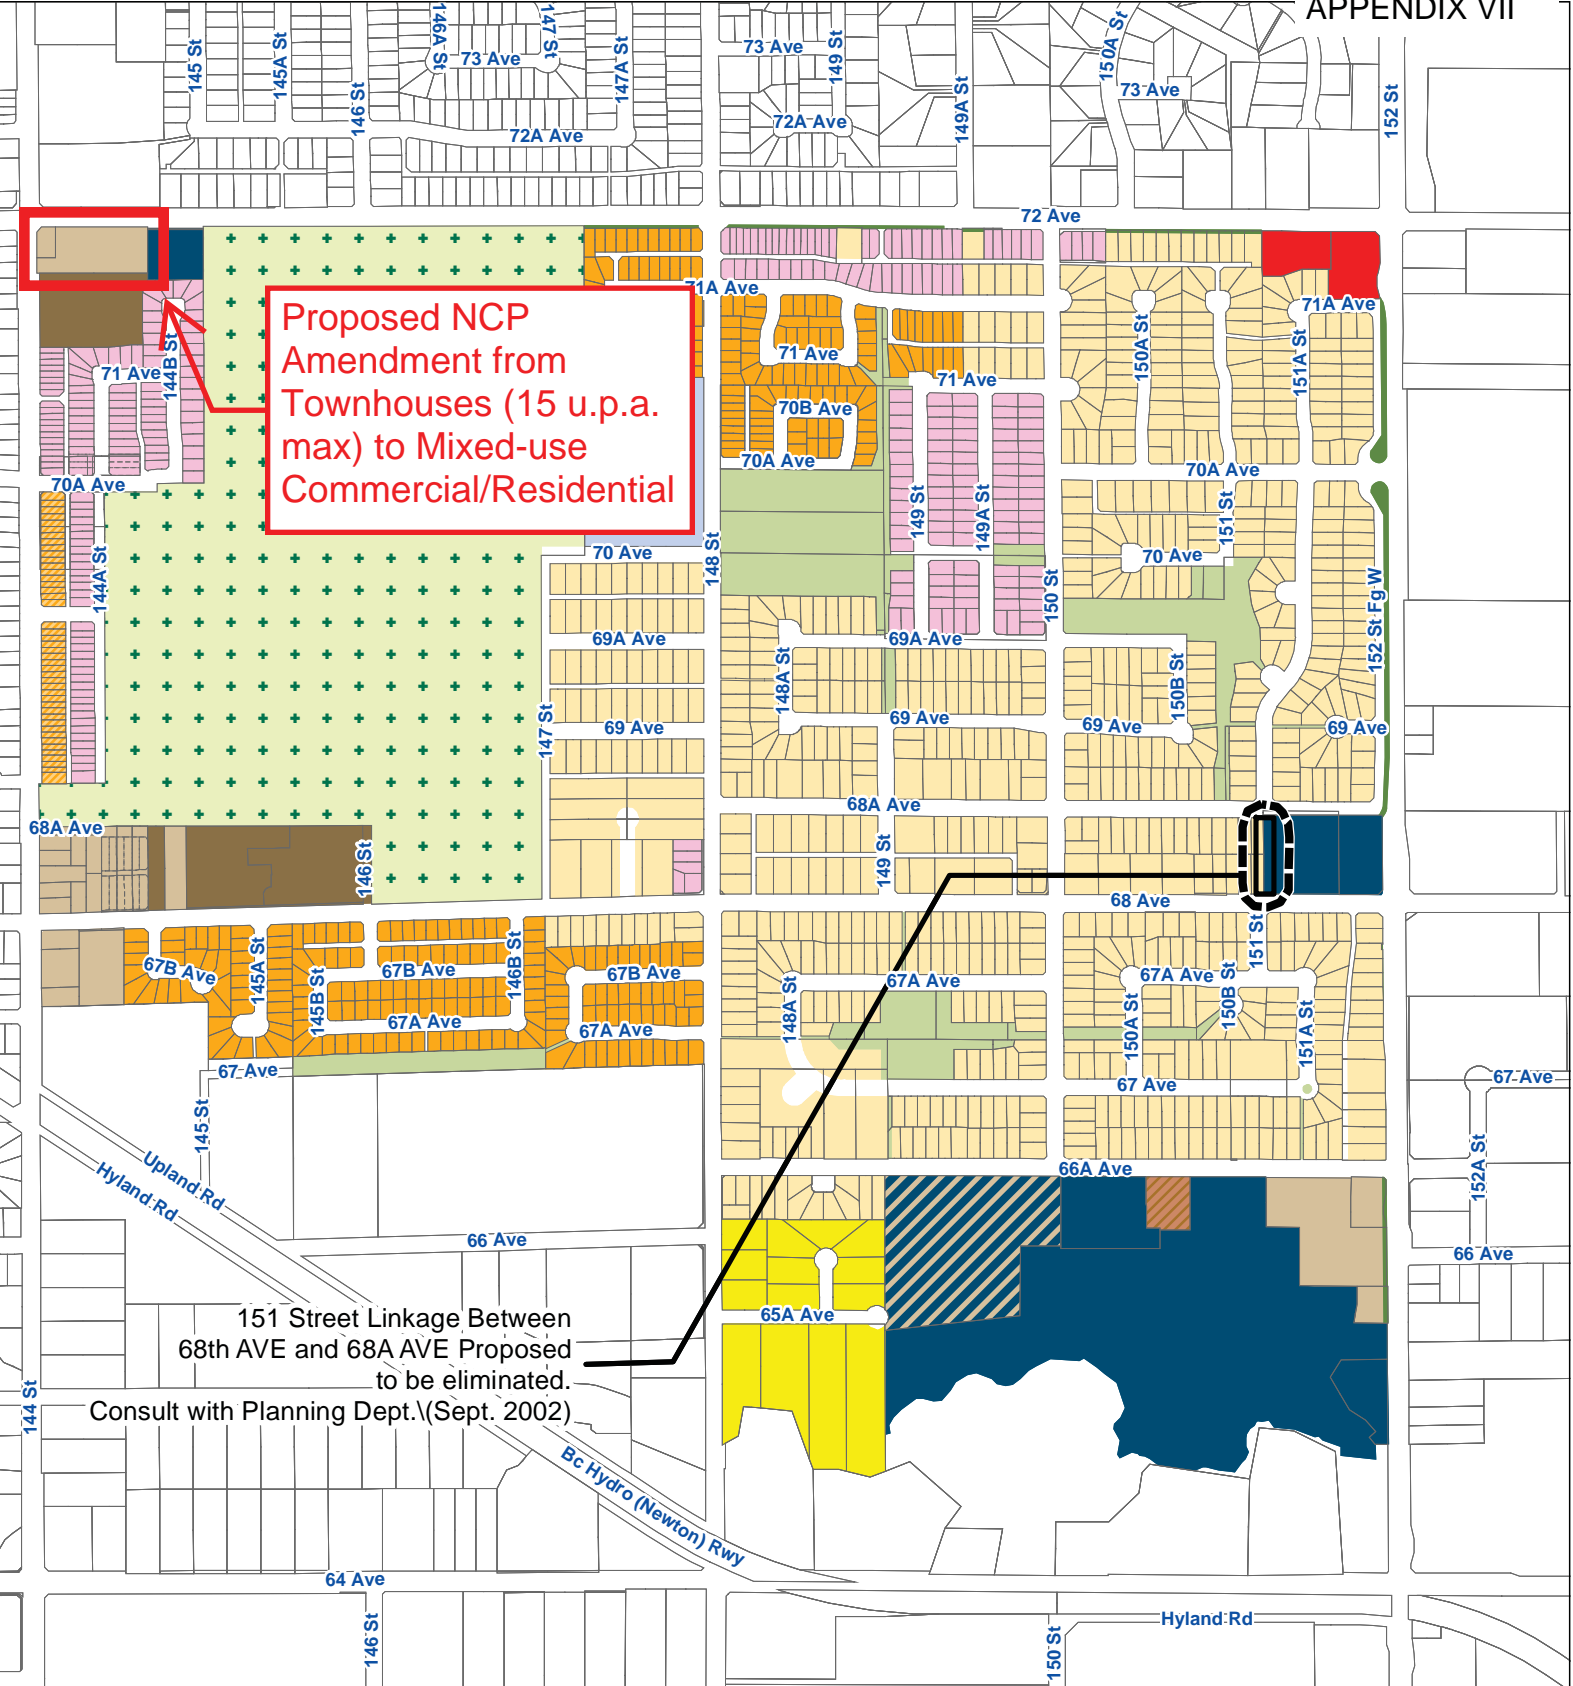 APPENDIX VII
145 St
145A St
146 St
146A St
147 St
73 Ave
147A St
72A Ave
73 Ave
149 St
72A Ave
149A St
150A St
73 Ave
152 St
72 Ave
71A Ave
71A Ave
Proposed NCP
Amendment from
Townhouses (15 u.p.a.
max) to Mixed-use
Commercial/Residential
71 Ave
144B St
70A Ave
144A St
71 Ave
70B Ave
70A Ave
71 Ave
149 St
149A St
150A St
151A St
70A Ave
151 St
70 Ave
70 Ave
148 St
150 St
152 St Fg W
69A Ave
69A Ave
148A St
150B St
69 Ave
69 Ave
69 Ave
69 Ave
147 St
68A Ave
68A Ave
146 St
149 St
68 Ave
151 St
67B Ave
145A St
145B St
67B Ave
146B St
67B Ave
67A Ave
67A Ave
67A Ave
148A St
67A Ave
150A St
150B St
151A St
67 Ave
67 Ave
67 Ave
145 St
Upland Rd
Hyland Rd
66A Ave
152A St
66 Ave
66 Ave
65A Ave
151 Street Linkage Between
68th AVE and 68A AVE Proposed
to be eliminated.
Consult with Planning Dept.\(Sept. 2002)
144 St
Bc Hydro (Newton) Rwy
64 Ave
146 St
150 St
Hyland Rd